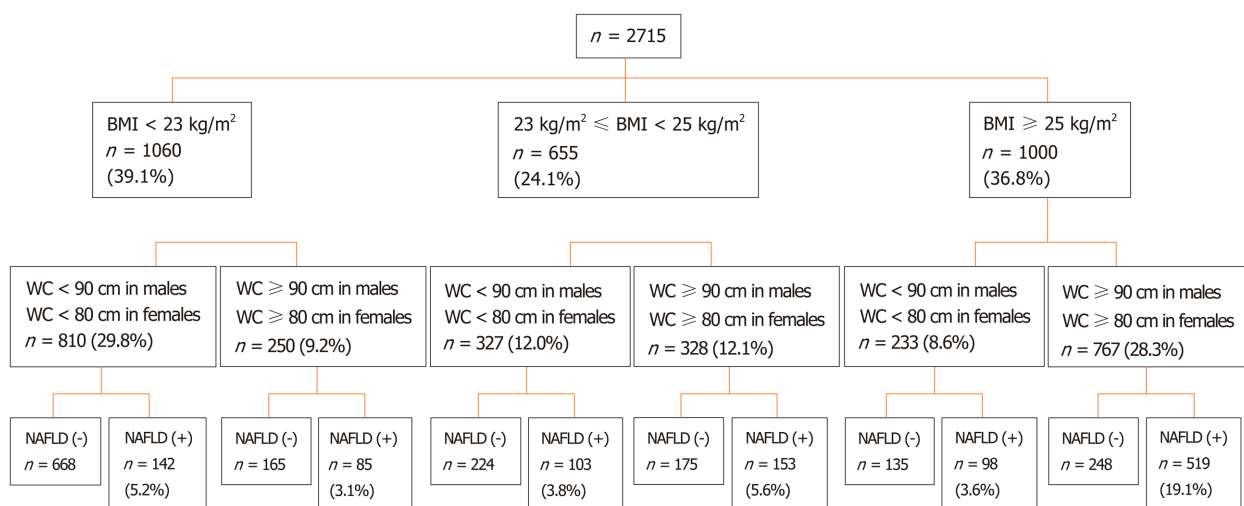 n = 2715
BMI < 23 kg/m²
n = 1060
(39.1%)
23 kg/m² ≤ BMI < 25 kg/m²
n = 655
(24.1%)
BMI ≥ 25 kg/m²
n = 1000
(36.8%)
WC < 90 cm in males
WC < 80 cm in females
n = 810 (29.8%)
WC ≥ 90 cm in males
WC ≥ 80 cm in females
n = 250 (9.2%)
WC < 90 cm in males
WC < 80 cm in females
n = 327 (12.0%)
WC ≥ 90 cm in males
WC ≥ 80 cm in females
n = 328 (12.1%)
WC < 90 cm in males
WC < 80 cm in females
n = 233 (8.6%)
WC ≥ 90 cm in males
WC ≥ 80 cm in females
n = 767 (28.3%)
NAFLD (-)
n = 668
NAFLD (+)
n = 142
(5.2%)
NAFLD (-)
n = 165
NAFLD (+)
n = 85
(3.1%)
NAFLD (-)
n = 224
NAFLD (+)
n = 103
(3.8%)
NAFLD (-)
n = 175
NAFLD (+)
n = 153
(5.6%)
NAFLD (-)
n = 135
NAFLD (+)
n = 98
(3.6%)
NAFLD (-)
n = 248
NAFLD (+)
n = 519
(19.1%)